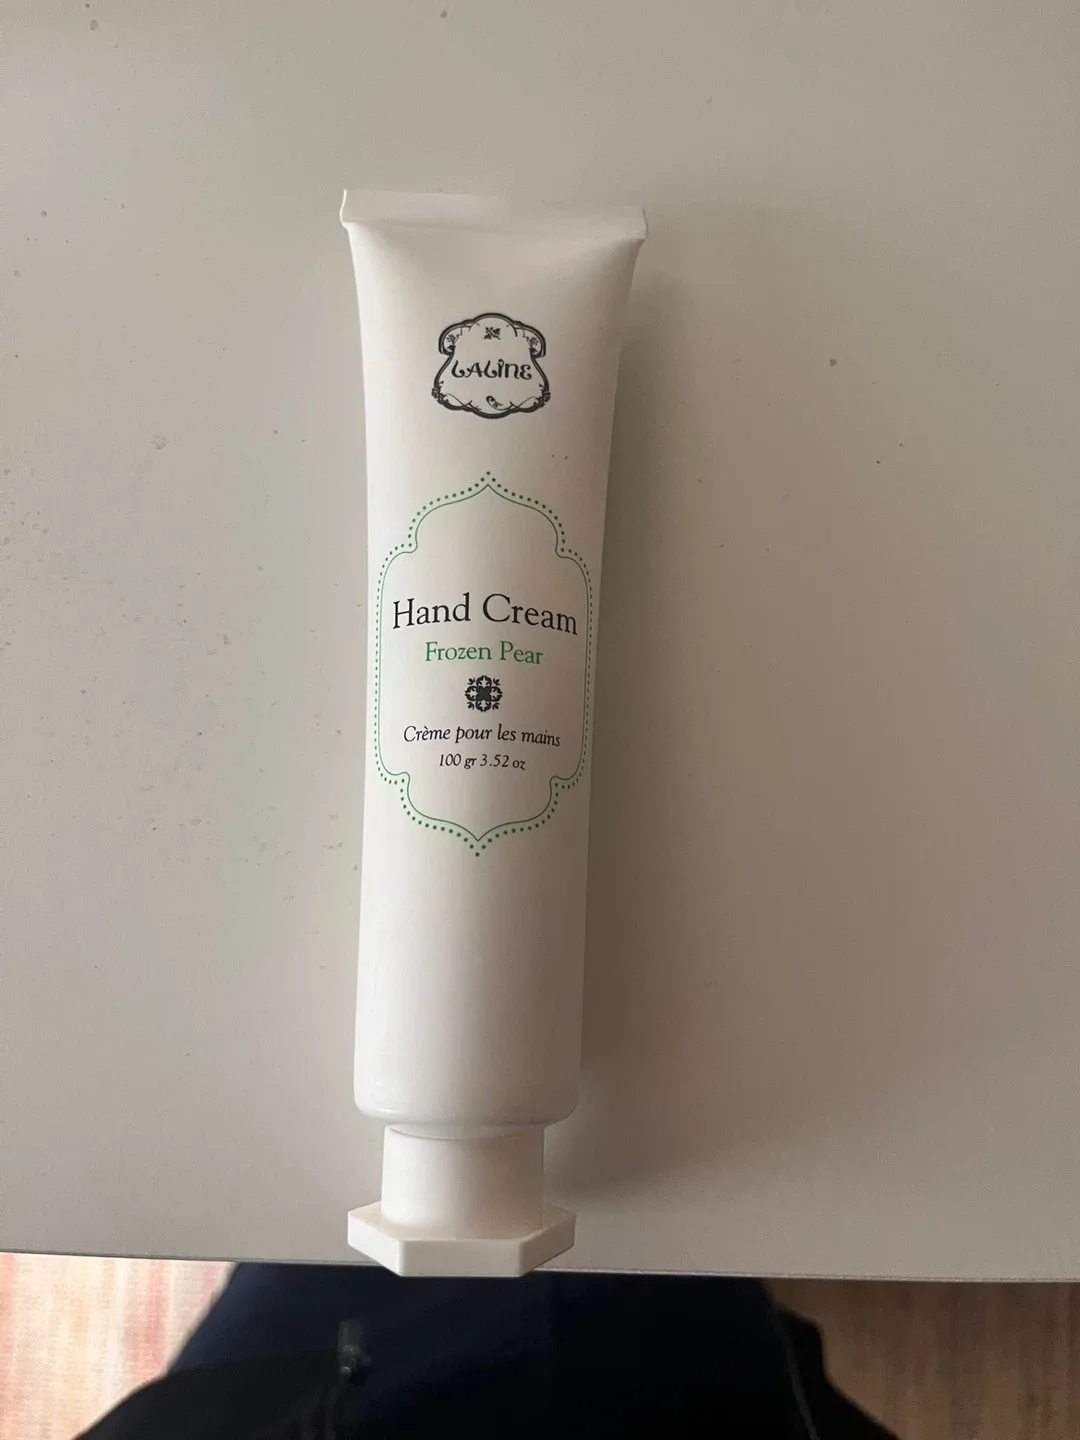 LALINE
Hand Cream
Frozen Pear
Crème pour les mains
100 gr 3.52 oz